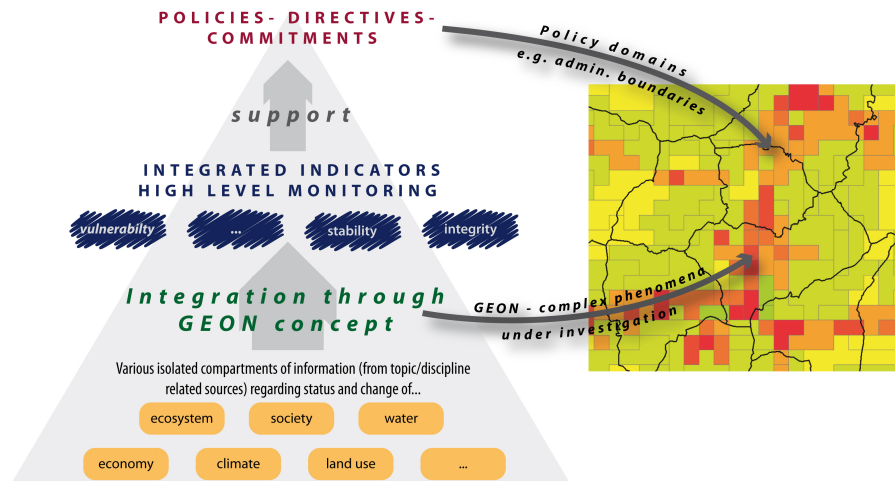 POLICIES- DIRECTIVES-
COMMITMENTS
Policy domains
e.g. admin. boundaries
support
INTEGRATED INDICATORS
HIGH LEVEL MONITORING
vulnerabilty
...
stability
integrity
Integration through
GEON concept
GEON - complex phenomena
under investigation
Various isolated compartments of information (from topic/discipline
related sources) regarding status and change of...
ecosystem
society
water
economy
climate
land use
...